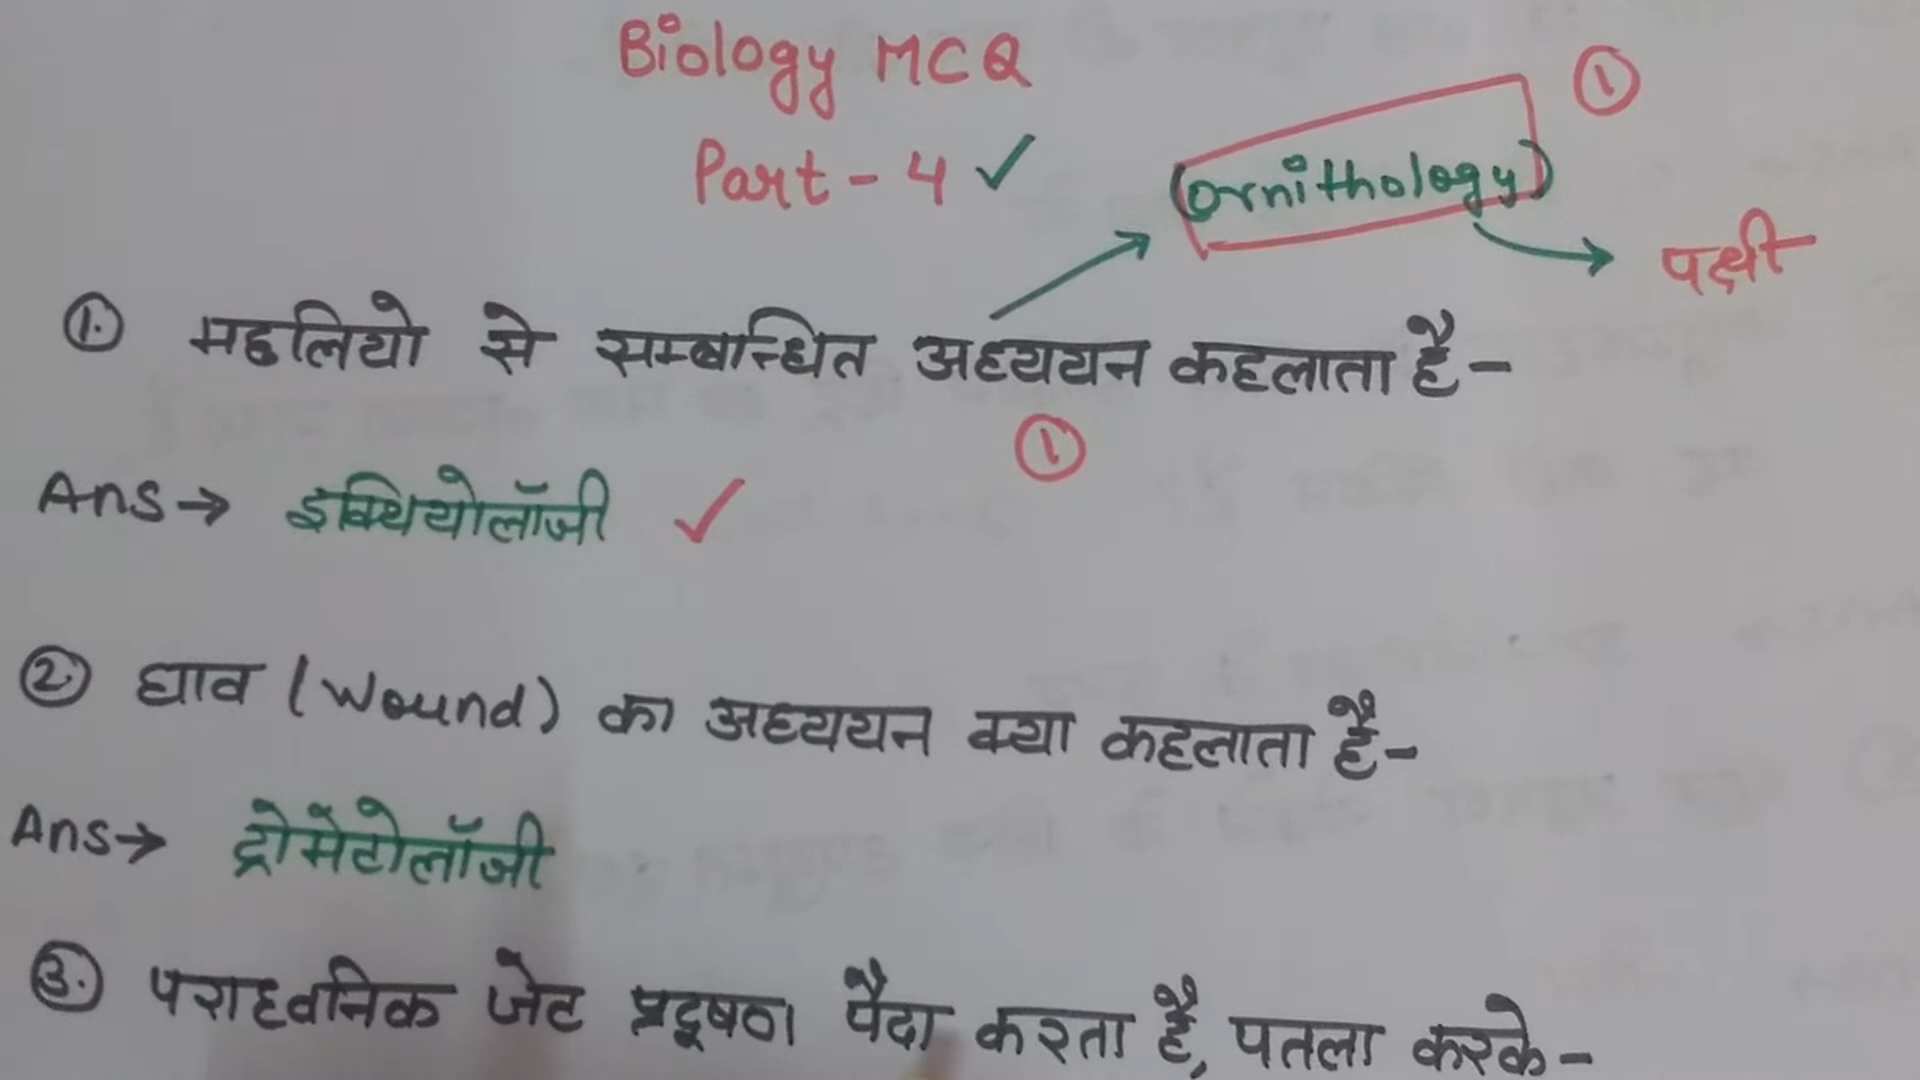 Biology MCQ
①
Part - 4 ✓
(ornithology)
पक्षी
①. मछलियो से सम्बान्धित अध्ययन कहलाता है -
①
Ans → इक्थियोलॉजी ✓
②. घाव (Wound) का अध्ययन क्या कहलाता है -
Ans → ट्रोमेटोलॉजी
③. पराध्वनिक जेट प्रदूषण पैदा करता है, पतला करके -